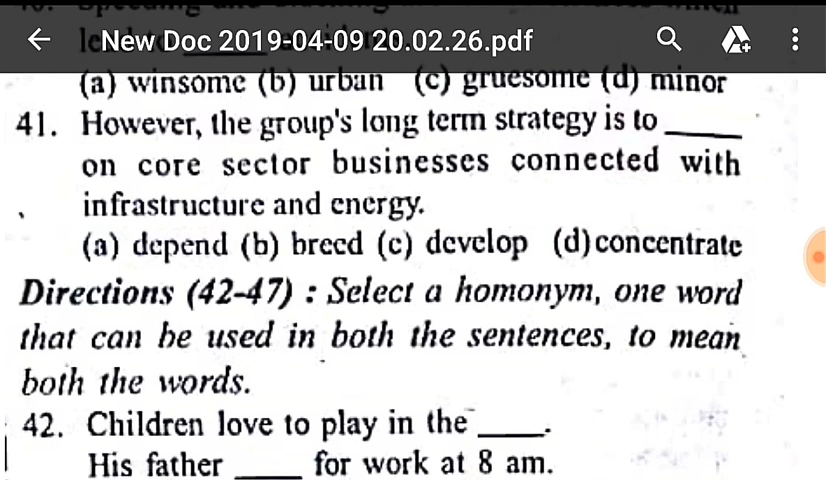 New Doc 2019-04-09 20.02.26.pdf
(a) winsome (b) urban (c) gruesome (d) minor
41. However, the group's long term strategy is to _____
on core sector businesses connected with
infrastructure and energy.
(a) depend (b) breed (c) develop (d) concentrate
Directions (42-47) : Select a homonym, one word
that can be used in both the sentences, to mean
both the words.
42. Children love to play in the ____.
His father ____ for work at 8 am.